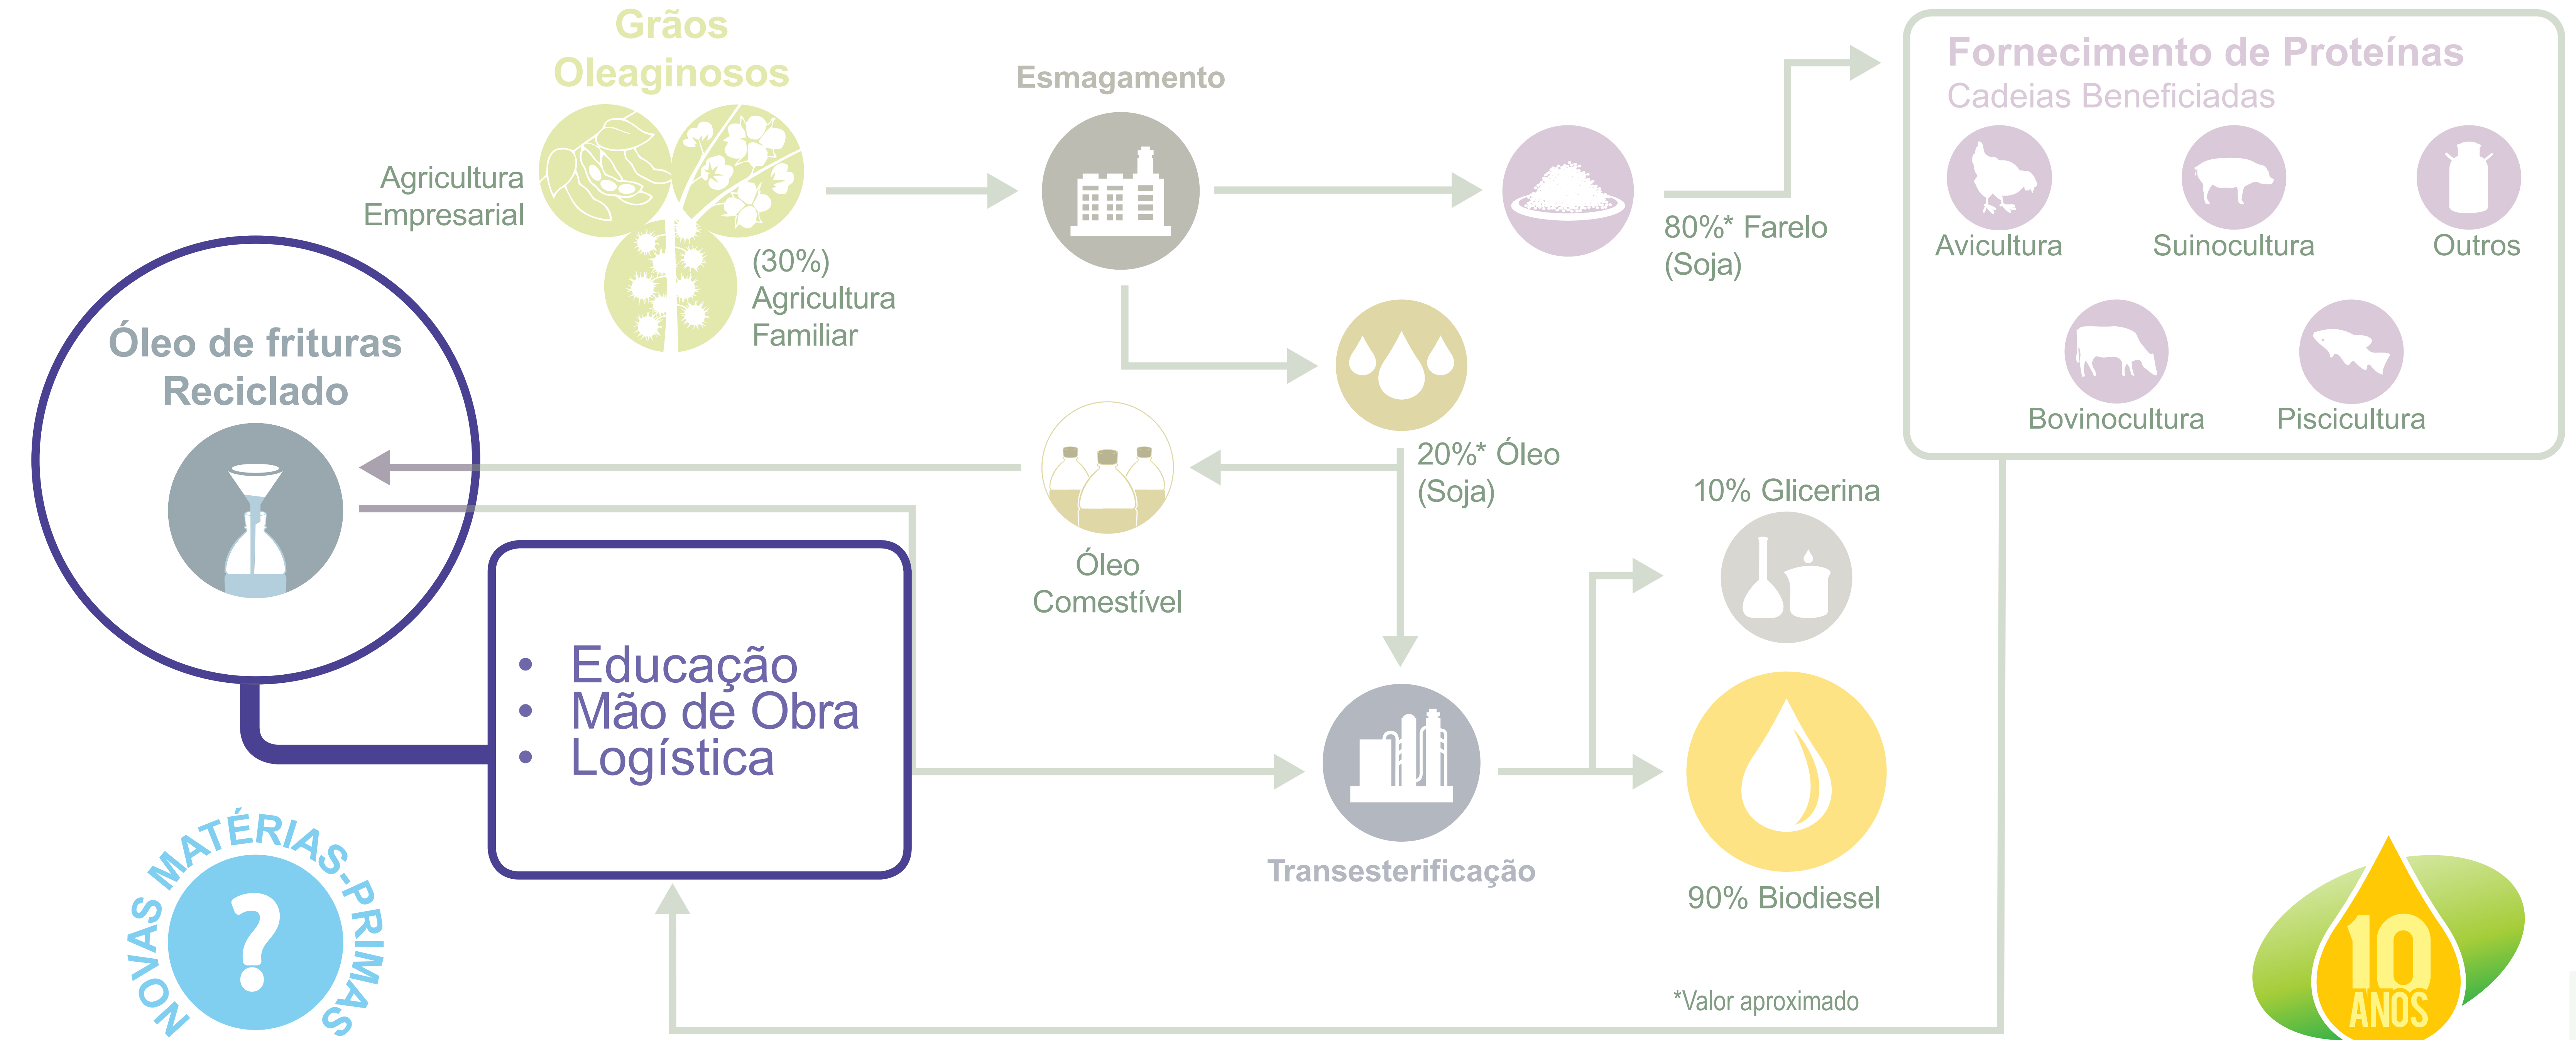 Grãos
Oleaginosos
Agricultura
Empresarial
(30%)
Agricultura
Familiar
Esmagamento
80%* Farelo
(Soja)
Fornecimento de Proteínas
Cadeias Beneficiadas
Avicultura
Suinocultura
Outros
Bovinocultura
Piscicultura
Óleo de frituras
Reciclado
20%* Óleo
(Soja)
Óleo
Comestível
10% Glicerina
• Educação
• Mão de Obra
• Logística
Transesterificação
90% Biodiesel
NOVAS MATÉRIAS-PRIMAS
?
*Valor aproximado
10
ANOS